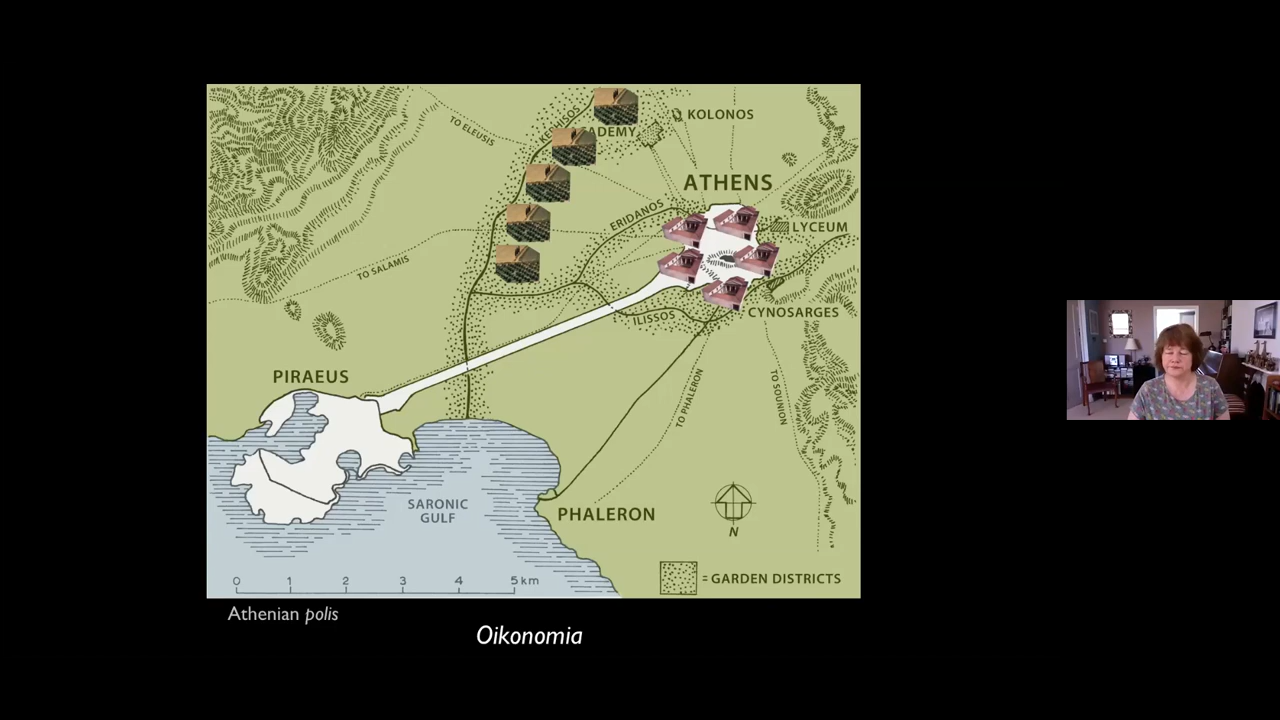 KOLONOS
TO ELEUSIS
ADEMY
ATHENS
ERIDANOS
LYCEUM
TO SALAMIS
ILISSOS
CYNOSARGES
PIRAEUS
TO PHALERON
TO SOUNION
SARONIC
GULF
PHALERON
N
0 1 2 3 4 5 km
= GARDEN DISTRICTS
Athenian polis
Oikonomia